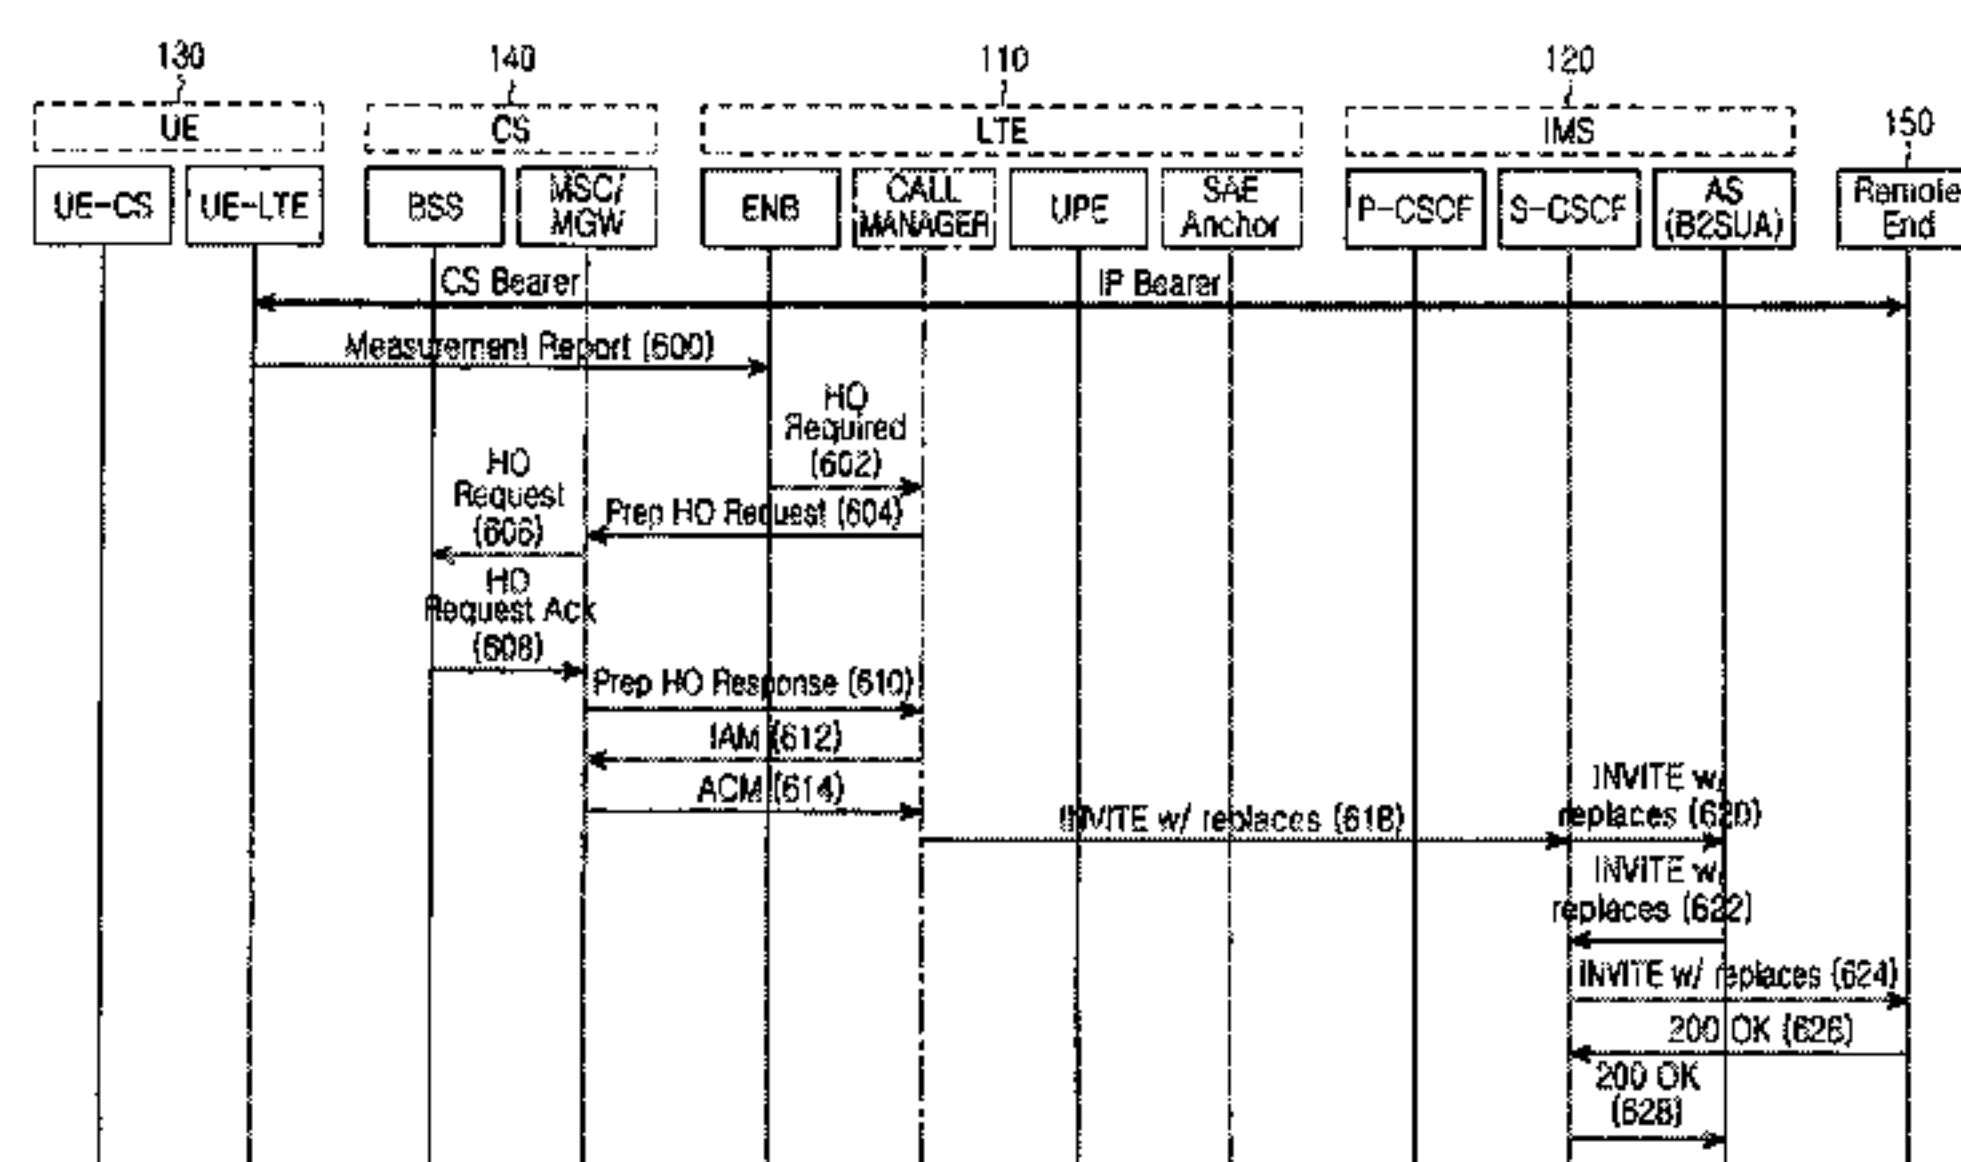 130
140
110
120
150
UE
CS
LTE
IMS
UE-CS
UE-LTE
BSS
MSC/
MGW
ENB
CALL
MANAGER
UPE
SAE
Anchor
P-CSCF
S-CSCF
AS
(B2SUA)
Remote
End
CS Bearer
IP Bearer
Measurement Report (600)
HO
Required
(602)
HO
Request
(606)
Prep HO Request (604)
HO
Request Ack
(608)
Prep HO Response (610)
IAM (612)
ACM (614)
INVITE w/ replaces (618)
INVITE w/
replaces (620)
INVITE w/
replaces (622)
INVITE w/ replaces (624)
200 OK (626)
200 OK
(628)